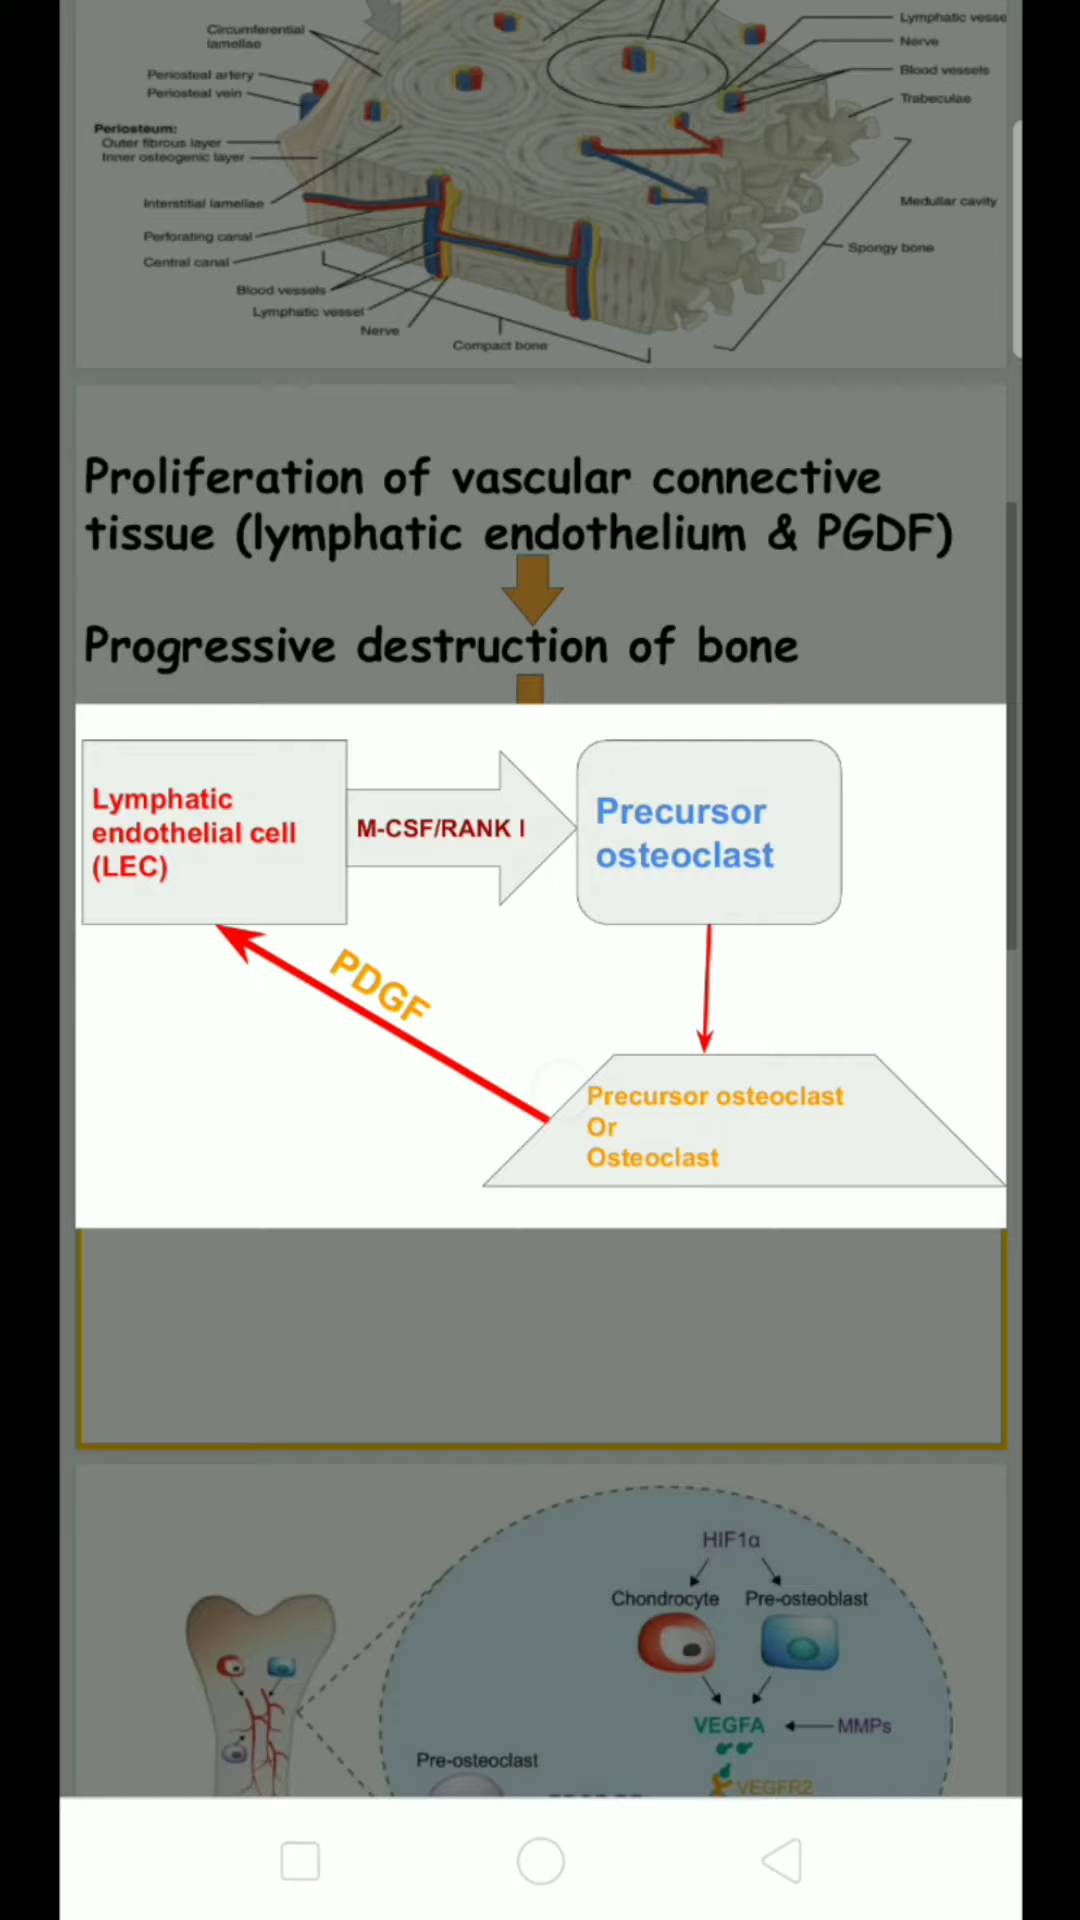 Circumferential
lamellae
Periosteal artery
Periosteal vein
Periosteum:
Outer fibrous layer
Inner osteogenic layer
Interstitial lamellae
Perforating canal
Central canal
Blood vessels
Lymphatic vessel
Nerve
Compact bone
Lymphatic vesse
Nerve
Blood vessels
Trabeculae
Medullar cavity
Spongy bone
Proliferation of vascular connective
tissue (lymphatic endothelium & PGDF)
Progressive destruction of bone
Lymphatic
endothelial cell
(LEC)
M-CSF/RANK l
Precursor
osteoclast
PDGF
Precursor osteoclast
Or
Osteoclast
HIF1α
Chondrocyte Pre-osteoblast
VEGFA MMPs
Pre-osteoclast
VEGFR2